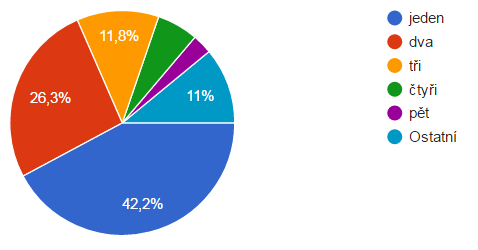 jeden
dva
tři
čtyři
pět
Ostatní
11,8%
26,3%
11%
42,2%